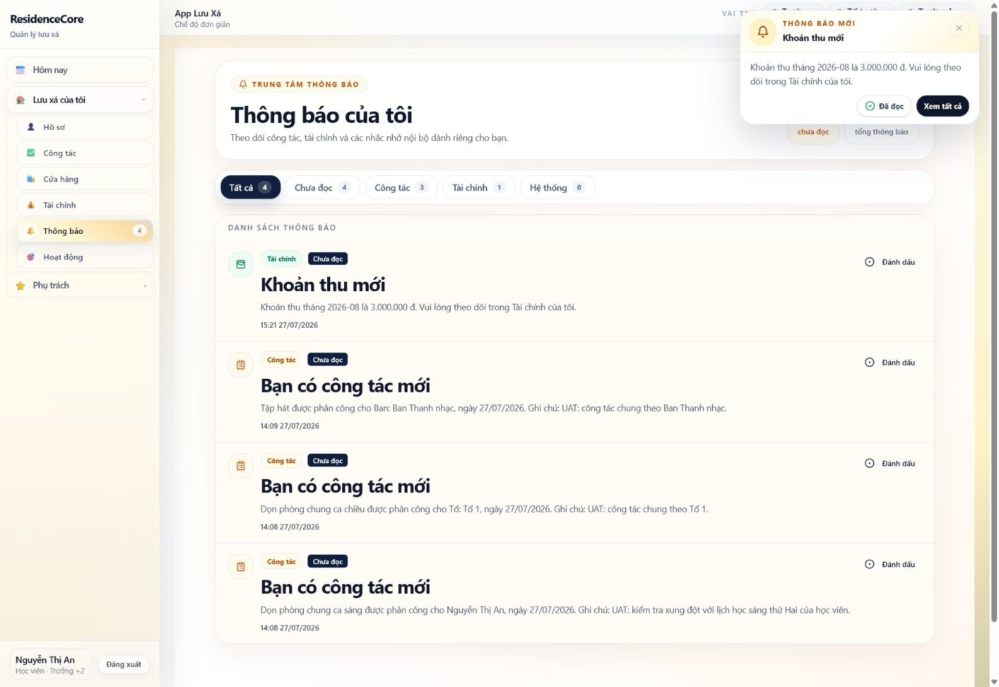 ResidenceCore
Quản lý lưu xá
Hôm nay
Lưu xá của tôi
Hồ sơ
Công tác
Cửa hàng
Tài chính
Thông báo 4
Hoạt động
Phụ trách
Nguyễn Thị An
Học viên · Trưởng +2
Đăng xuất
App Lưu Xá
Chế độ đơn giản
THÔNG BÁO MỚI
Khoản thu mới
Khoản thu tháng 2026-08 là 3.000.000 đ. Vui lòng theo
dõi trong Tài chính của tôi.
Đã đọc
Xem tất cả
TRUNG TÂM THÔNG BÁO
Thông báo của tôi
Theo dõi công tác, tài chính và các nhắc nhở nội bộ dành riêng cho bạn.
chưa đọc
tổng thông báo
Tất cả 4
Chưa đọc 4
Công tác 3
Tài chính 1
Hệ thống 0
DANH SÁCH THÔNG BÁO
Tài chính Chưa đọc
Đánh dấu
Khoản thu mới
Khoản thu tháng 2026-08 là 3.000.000 đ. Vui lòng theo dõi trong Tài chính của tôi.
15:21 27/07/2026
Công tác Chưa đọc
Đánh dấu
Bạn có công tác mới
Tập hát được phân công cho Ban: Ban Thanh nhạc, ngày 27/07/2026. Ghi chú: UAT: công tác chung theo Ban Thanh nhạc.
14:09 27/07/2026
Công tác Chưa đọc
Đánh dấu
Bạn có công tác mới
Dọn phòng chung ca chiều được phân công cho Tổ: Tổ 1, ngày 27/07/2026. Ghi chú: UAT: công tác chung theo Tổ 1.
14:08 27/07/2026
Công tác Chưa đọc
Đánh dấu
Bạn có công tác mới
Dọn phòng chung ca sáng được phân công cho Nguyễn Thị An, ngày 27/07/2026. Ghi chú: UAT: kiểm tra xung đột với lịch học sáng thứ Hai của học viên.
14:08 27/07/2026